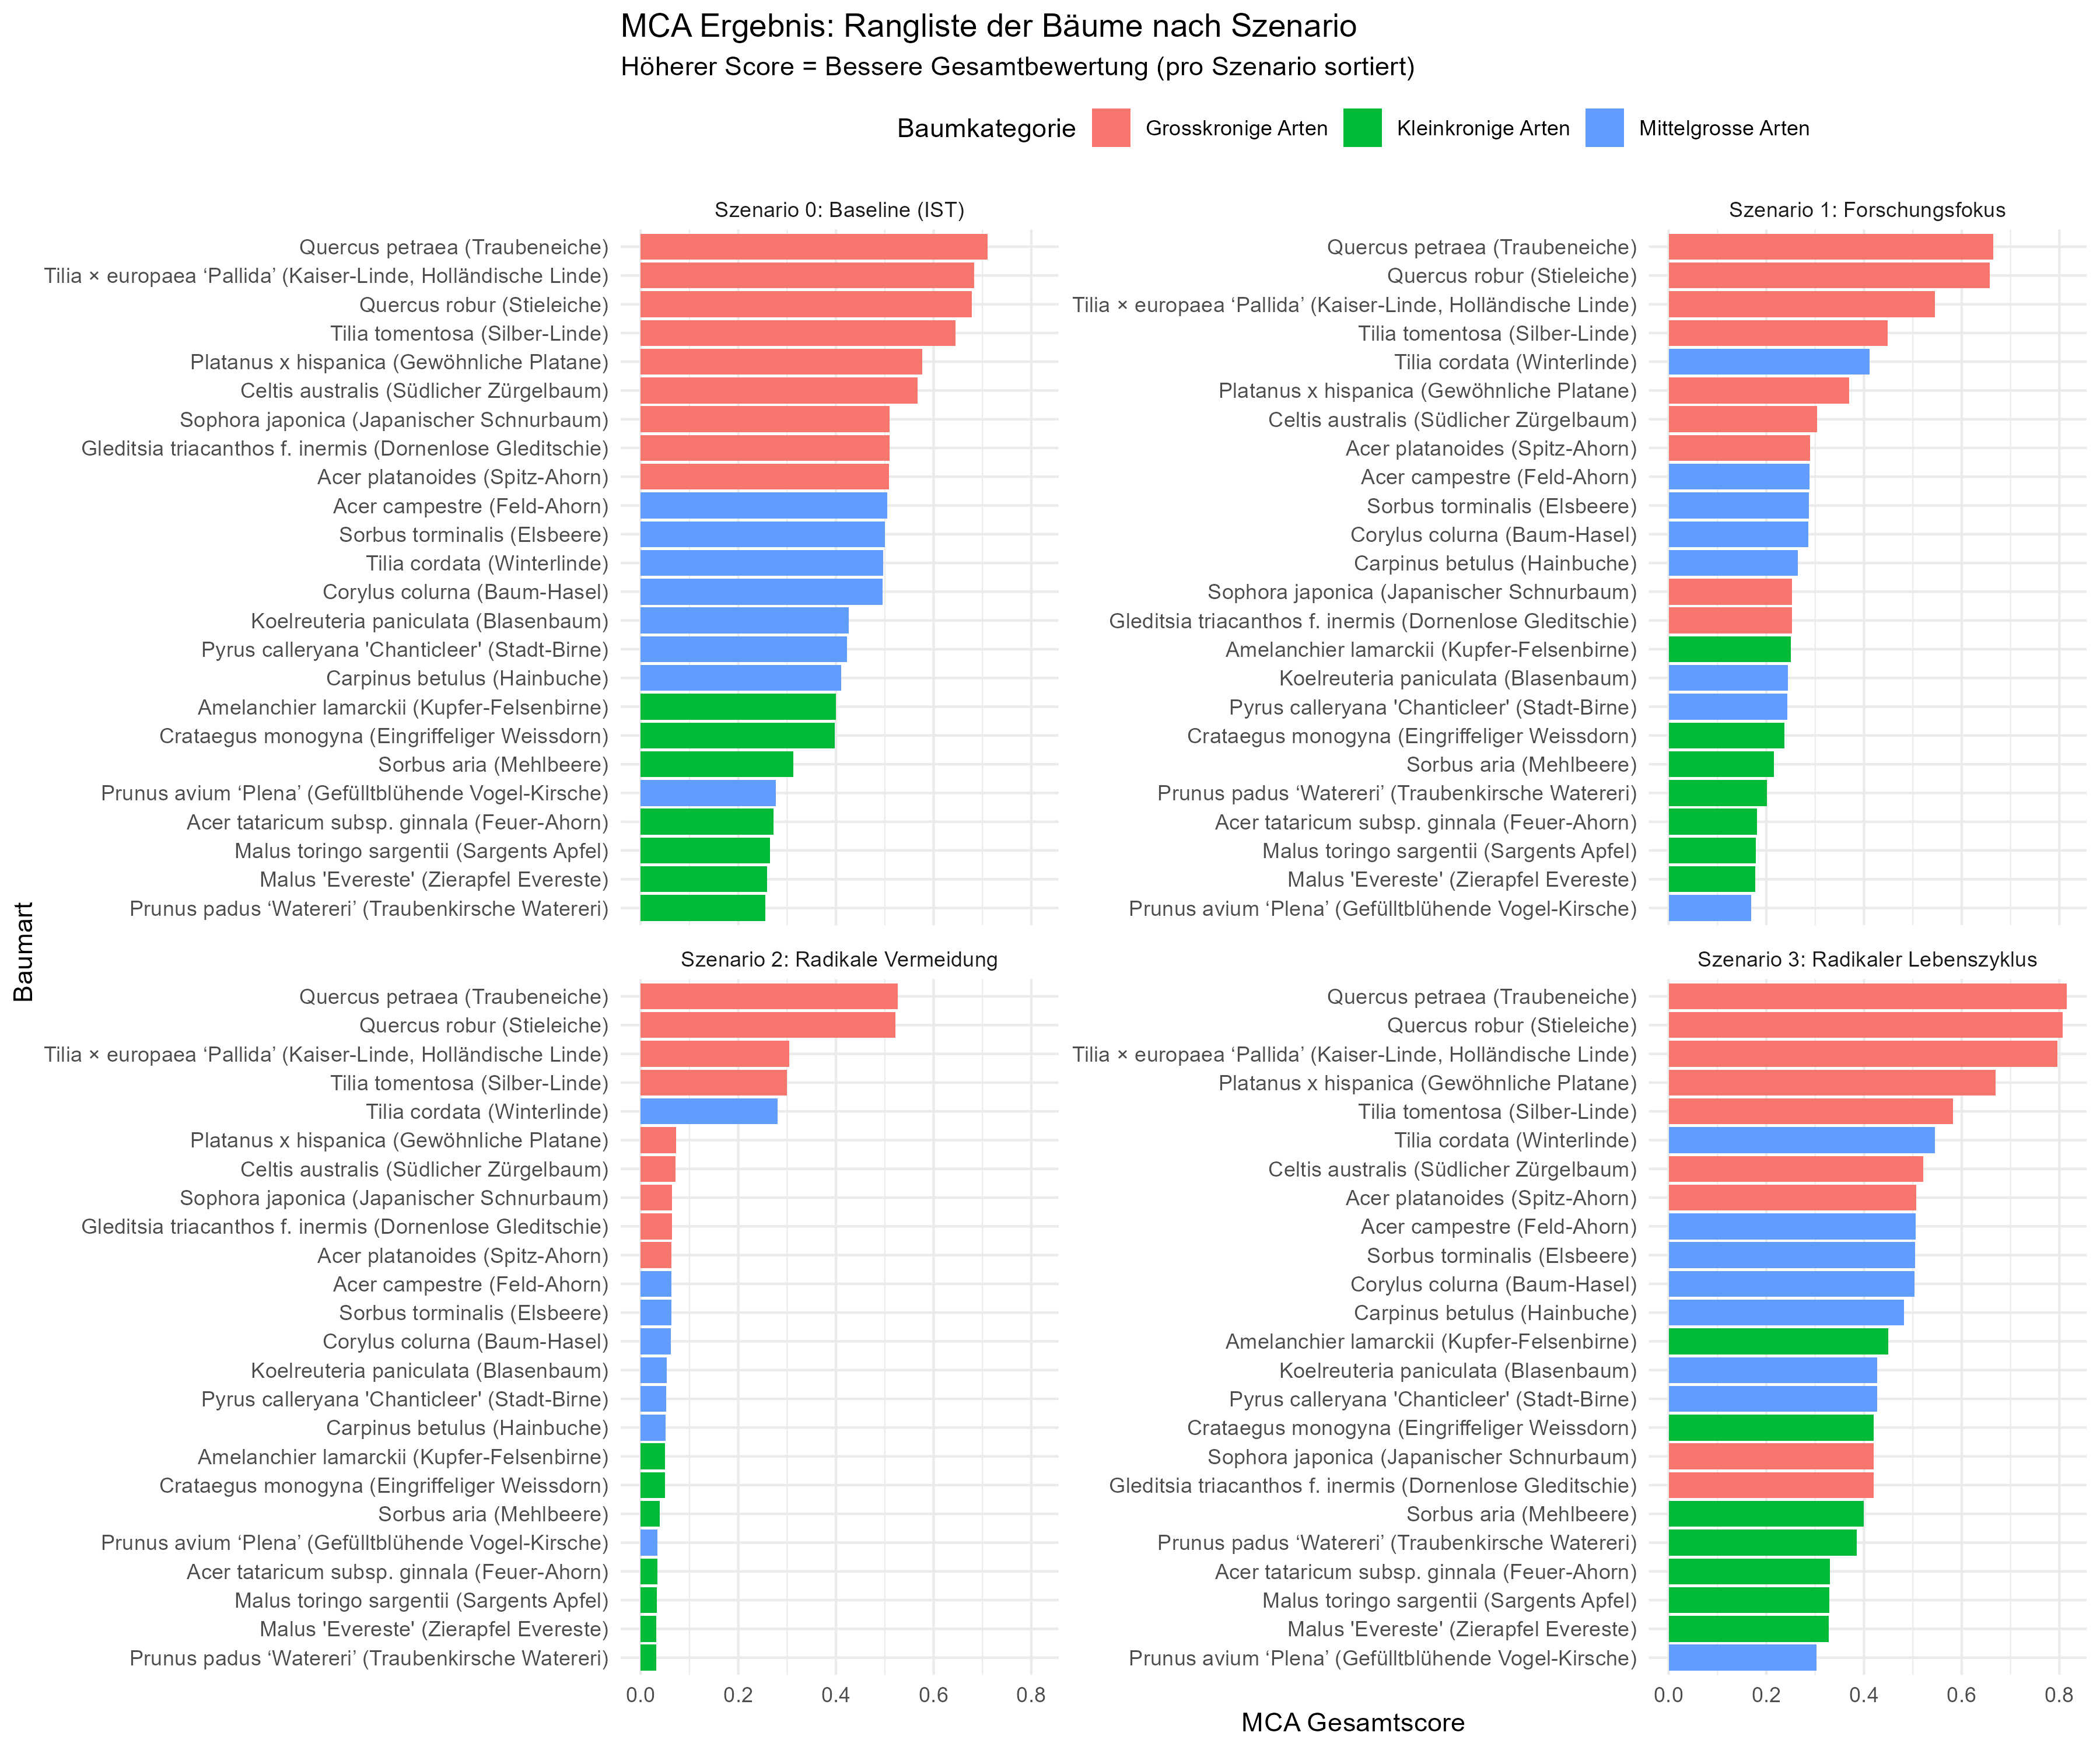 MCA Ergebnis: Rangliste der Bäume nach Szenario
Höherer Score = Bessere Gesamtbewertung (pro Szenario sortiert)
Baumkategorie
Grosskronige Arten
Kleinkronige Arten
Mittelgrosse Arten
Baumart
Szenario 0: Baseline (IST)
Quercus petraea (Traubeneiche)
Tilia × europaea ‘Pallida’ (Kaiser-Linde, Holländische Linde)
Quercus robur (Stieleiche)
Tilia tomentosa (Silber-Linde)
Platanus x hispanica (Gewöhnliche Platane)
Celtis australis (Südlicher Zürgelbaum)
Sophora japonica (Japanischer Schnurbaum)
Gleditsia triacanthos f. inermis (Dornenlose Gleditschie)
Acer platanoides (Spitz-Ahorn)
Acer campestre (Feld-Ahorn)
Sorbus torminalis (Elsbeere)
Tilia cordata (Winterlinde)
Corylus colurna (Baum-Hasel)
Koelreuteria paniculata (Blasenbaum)
Pyrus calleryana 'Chanticleer' (Stadt-Birne)
Carpinus betulus (Hainbuche)
Amelanchier lamarckii (Kupfer-Felsenbirne)
Crataegus monogyna (Eingriffeliger Weissdorn)
Sorbus aria (Mehlbeere)
Prunus avium ‘Plena’ (Gefülltblühende Vogel-Kirsche)
Acer tataricum subsp. ginnala (Feuer-Ahorn)
Malus toringo sargentii (Sargents Apfel)
Malus 'Evereste' (Zierapfel Evereste)
Prunus padus ‘Watereri’ (Traubenkirsche Watereri)
Szenario 1: Forschungsfokus
Quercus petraea (Traubeneiche)
Quercus robur (Stieleiche)
Tilia × europaea ‘Pallida’ (Kaiser-Linde, Holländische Linde)
Tilia tomentosa (Silber-Linde)
Tilia cordata (Winterlinde)
Platanus x hispanica (Gewöhnliche Platane)
Celtis australis (Südlicher Zürgelbaum)
Acer platanoides (Spitz-Ahorn)
Acer campestre (Feld-Ahorn)
Sorbus torminalis (Elsbeere)
Corylus colurna (Baum-Hasel)
Carpinus betulus (Hainbuche)
Sophora japonica (Japanischer Schnurbaum)
Gleditsia triacanthos f. inermis (Dornenlose Gleditschie)
Amelanchier lamarckii (Kupfer-Felsenbirne)
Koelreuteria paniculata (Blasenbaum)
Pyrus calleryana 'Chanticleer' (Stadt-Birne)
Crataegus monogyna (Eingriffeliger Weissdorn)
Sorbus aria (Mehlbeere)
Prunus padus ‘Watereri’ (Traubenkirsche Watereri)
Acer tataricum subsp. ginnala (Feuer-Ahorn)
Malus toringo sargentii (Sargents Apfel)
Malus 'Evereste' (Zierapfel Evereste)
Prunus avium ‘Plena’ (Gefülltblühende Vogel-Kirsche)
Szenario 2: Radikale Vermeidung
Quercus petraea (Traubeneiche)
Quercus robur (Stieleiche)
Tilia × europaea ‘Pallida’ (Kaiser-Linde, Holländische Linde)
Tilia tomentosa (Silber-Linde)
Tilia cordata (Winterlinde)
Platanus x hispanica (Gewöhnliche Platane)
Celtis australis (Südlicher Zürgelbaum)
Sophora japonica (Japanischer Schnurbaum)
Gleditsia triacanthos f. inermis (Dornenlose Gleditschie)
Acer platanoides (Spitz-Ahorn)
Acer campestre (Feld-Ahorn)
Sorbus torminalis (Elsbeere)
Corylus colurna (Baum-Hasel)
Koelreuteria paniculata (Blasenbaum)
Pyrus calleryana 'Chanticleer' (Stadt-Birne)
Carpinus betulus (Hainbuche)
Amelanchier lamarckii (Kupfer-Felsenbirne)
Crataegus monogyna (Eingriffeliger Weissdorn)
Sorbus aria (Mehlbeere)
Prunus avium ‘Plena’ (Gefülltblühende Vogel-Kirsche)
Acer tataricum subsp. ginnala (Feuer-Ahorn)
Malus toringo sargentii (Sargents Apfel)
Malus 'Evereste' (Zierapfel Evereste)
Prunus padus ‘Watereri’ (Traubenkirsche Watereri)
0.0 0.2 0.4 0.6 0.8
Szenario 3: Radikaler Lebenszyklus
Quercus petraea (Traubeneiche)
Quercus robur (Stieleiche)
Tilia × europaea ‘Pallida’ (Kaiser-Linde, Holländische Linde)
Platanus x hispanica (Gewöhnliche Platane)
Tilia tomentosa (Silber-Linde)
Tilia cordata (Winterlinde)
Celtis australis (Südlicher Zürgelbaum)
Acer platanoides (Spitz-Ahorn)
Acer campestre (Feld-Ahorn)
Sorbus torminalis (Elsbeere)
Corylus colurna (Baum-Hasel)
Carpinus betulus (Hainbuche)
Amelanchier lamarckii (Kupfer-Felsenbirne)
Koelreuteria paniculata (Blasenbaum)
Pyrus calleryana 'Chanticleer' (Stadt-Birne)
Crataegus monogyna (Eingriffeliger Weissdorn)
Sophora japonica (Japanischer Schnurbaum)
Gleditsia triacanthos f. inermis (Dornenlose Gleditschie)
Sorbus aria (Mehlbeere)
Prunus padus ‘Watereri’ (Traubenkirsche Watereri)
Acer tataricum subsp. ginnala (Feuer-Ahorn)
Malus toringo sargentii (Sargents Apfel)
Malus 'Evereste' (Zierapfel Evereste)
Prunus avium ‘Plena’ (Gefülltblühende Vogel-Kirsche)
0.0 0.2 0.4 0.6 0.8
MCA Gesamtscore